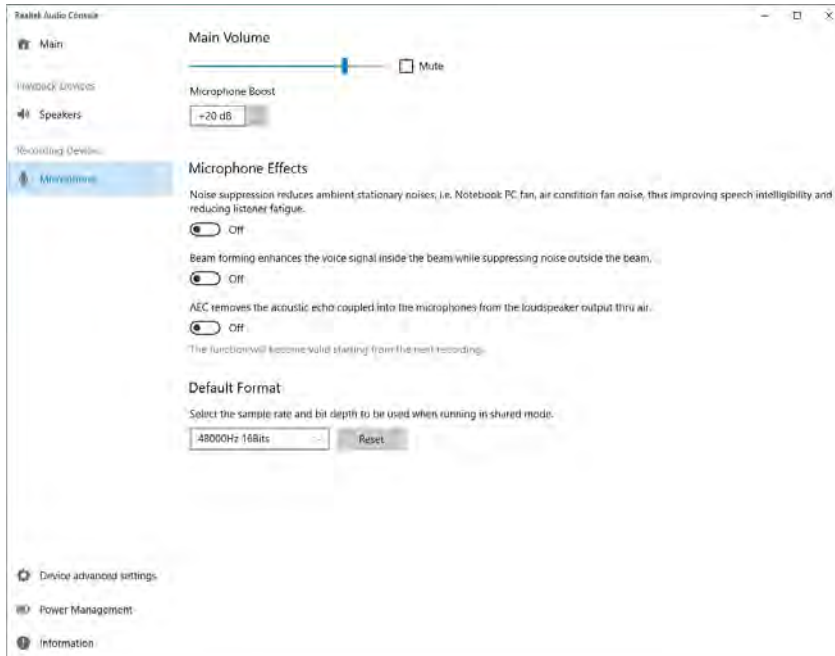 Realtek Audio Console
Main
Playback Devices
Speakers
Recording Devices
Microphone
Main Volume
Mute
Microphone Boost
+20 dB
Microphone Effects
Noise suppression reduces ambient stationary noises, i.e. Notebook PC fan, air condition fan noise, thus improving speech intelligibility and
reducing listener fatigue.
Off
Beam forming enhances the voice signal inside the beam while suppressing noise outside the beam.
Off
AEC removes the acoustic echo coupled into the microphones from the loudspeaker output thru air.
Off
The function will become valid starting from the next recording.
Default Format
Select the sample rate and bit depth to be used when running in shared mode.
48000Hz 16Bits
Reset
Device advanced settings
Power Management
Information